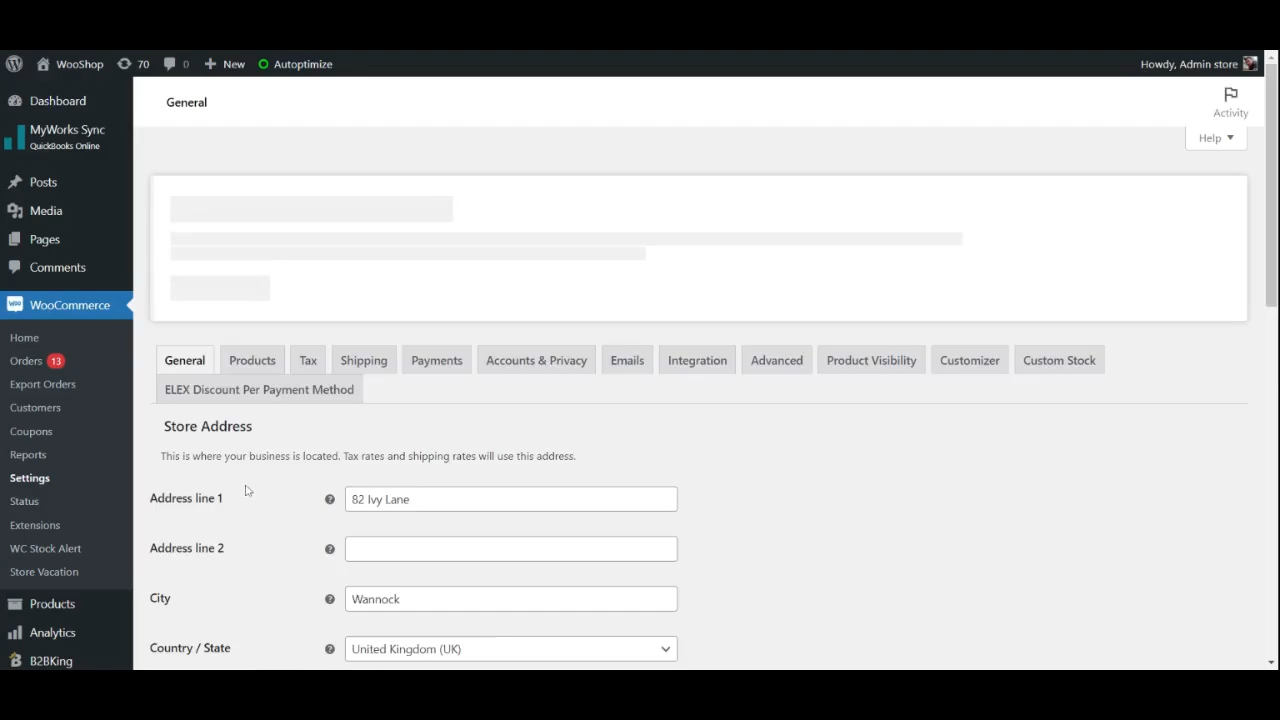 WooShop 70 0 New Autoptimize Howdy, Admin store
Dashboard
MyWorks Sync
QuickBooks Online
Posts
Media
Pages
Comments
woo WooCommerce
Home
Orders 13
Export Orders
Customers
Coupons
Reports
Settings
Status
Extensions
WC Stock Alert
Store Vacation
Products
Analytics
B2BKing
General
Activity
Help
General Products Tax Shipping Payments Accounts & Privacy Emails Integration Advanced Product Visibility Customizer Custom Stock
ELEX Discount Per Payment Method
Store Address
This is where your business is located. Tax rates and shipping rates will use this address.
Address line 1 82 Ivy Lane
Address line 2
City Wannock
Country / State United Kingdom (UK)